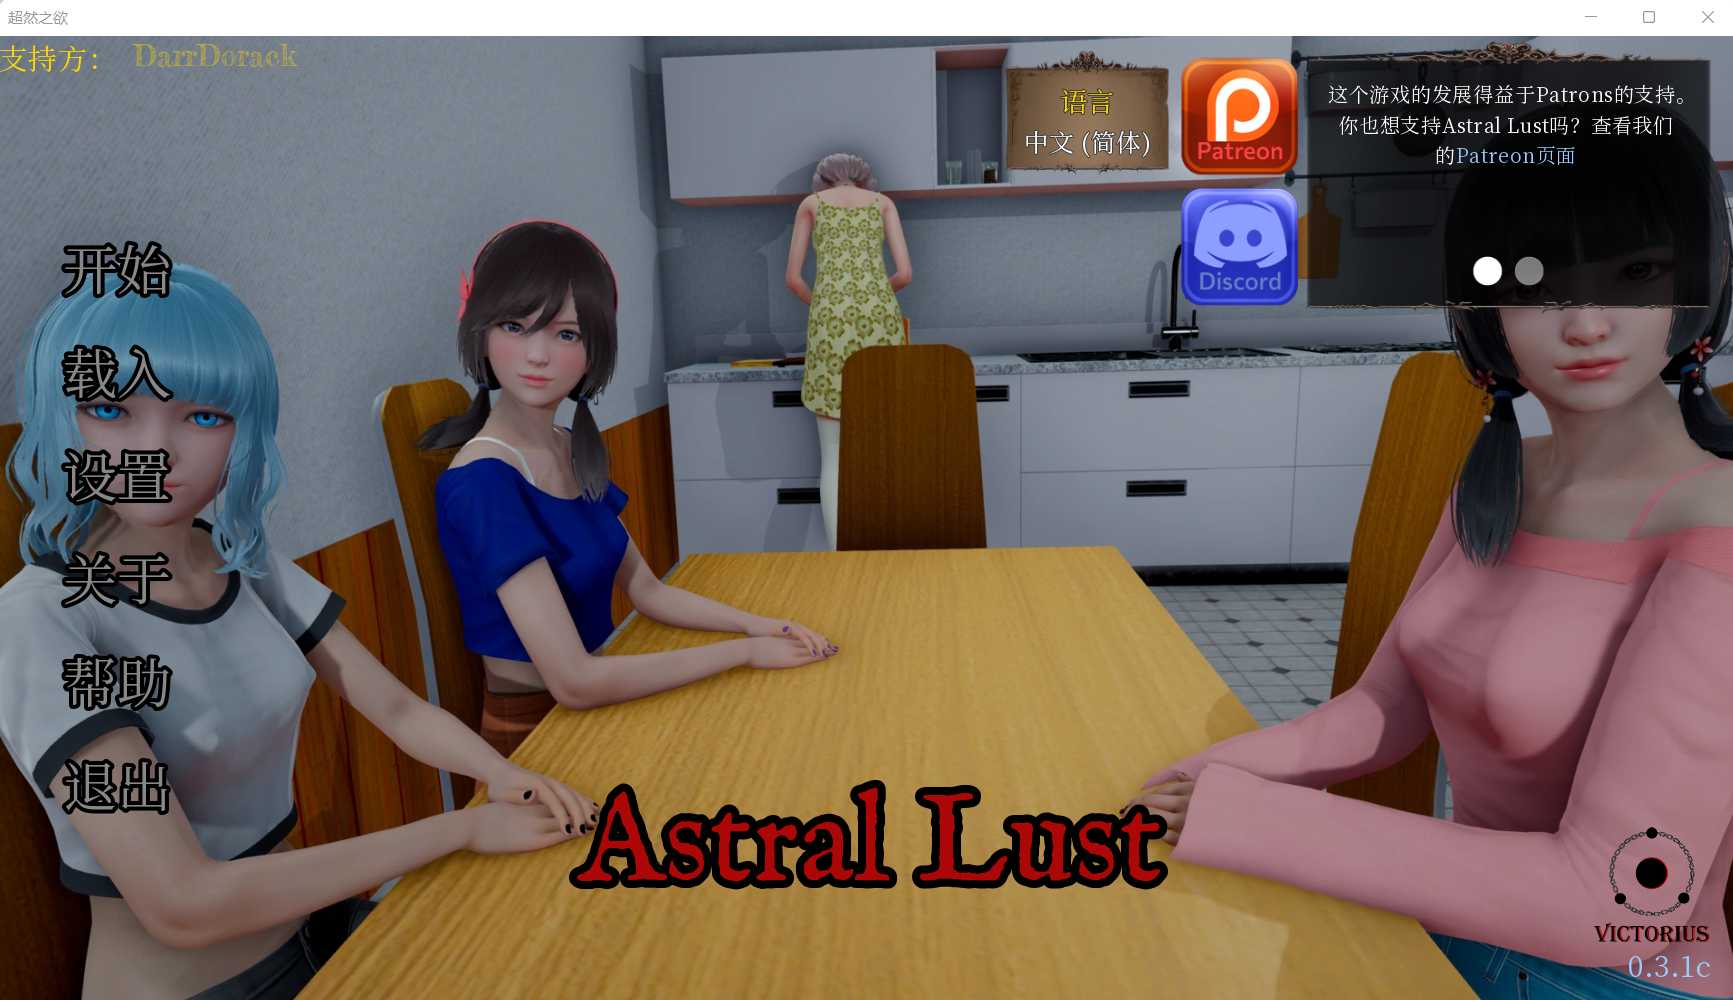 超然之欲
支持方： DarrDorack
语言
中文 (简体)
Patreon
Discord
这个游戏的发展得益于Patrons的支持。
你也想支持Astral Lust吗？查看我们
的Patreon页面
开始
载入
设置
关于
帮助
退出
Astral Lust
VICTORIUS
0.3.1c